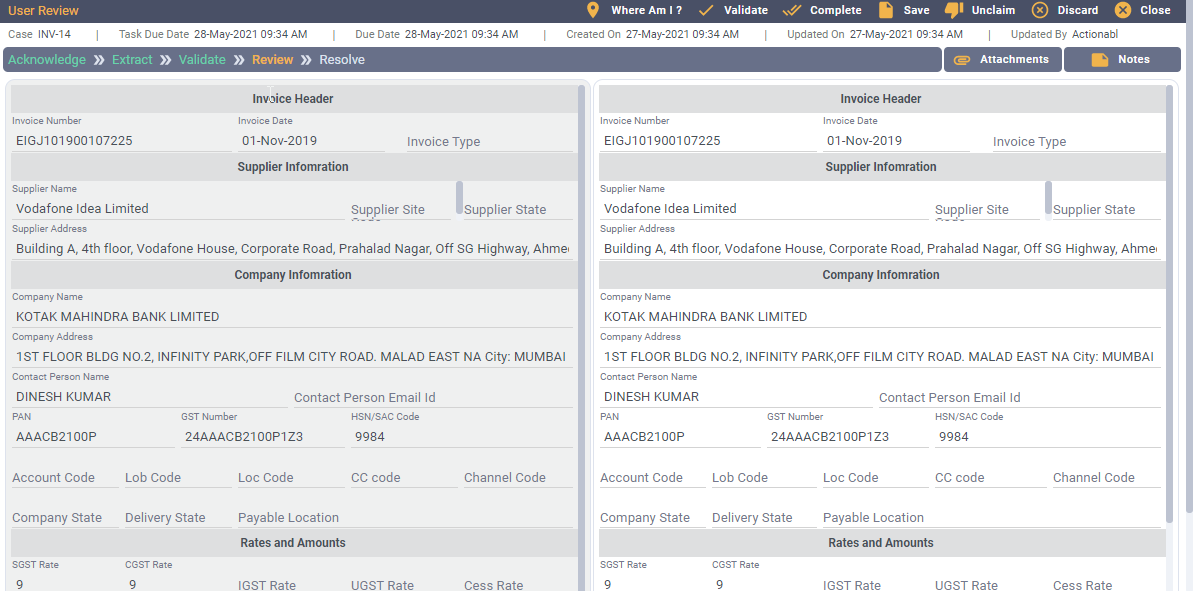 User Review Where Am I ? Validate Complete Save Unclaim Discard Close
Case INV-14 | Task Due Date 28-May-2021 09:34 AM | Due Date 28-May-2021 09:34 AM | Created On 27-May-2021 09:34 AM | Updated On 27-May-2021 09:34 AM | Updated By Actionabl
Acknowledge » Extract » Validate » Review » Resolve Attachments Notes
Invoice Header
Invoice Number Invoice Date
EIGJ101900107225 01-Nov-2019 Invoice Type
Supplier Infomration
Supplier Name
Vodafone Idea Limited Supplier Site Code Supplier State
Supplier Address
Building A, 4th floor, Vodafone House, Corporate Road, Prahalad Nagar, Off SG Highway, Ahme
Company Infomration
Company Name
KOTAK MAHINDRA BANK LIMITED
Company Address
1ST FLOOR BLDG NO.2, INFINITY PARK,OFF FILM CITY ROAD. MALAD EAST NA City: MUMBAI
Contact Person Name
DINESH KUMAR Contact Person Email Id
PAN GST Number HSN/SAC Code
AAACB2100P 24AAACB2100P1Z3 9984
Account Code Lob Code Loc Code CC code Channel Code
Company State Delivery State Payable Location
Rates and Amounts
SGST Rate CGST Rate
9 9 IGST Rate UGST Rate Cess Rate
Invoice Header
Invoice Number Invoice Date
EIGJ101900107225 01-Nov-2019 Invoice Type
Supplier Infomration
Supplier Name
Vodafone Idea Limited Supplier Site Code Supplier State
Supplier Address
Building A, 4th floor, Vodafone House, Corporate Road, Prahalad Nagar, Off SG Highway, Ahme
Company Infomration
Company Name
KOTAK MAHINDRA BANK LIMITED
Company Address
1ST FLOOR BLDG NO.2, INFINITY PARK,OFF FILM CITY ROAD. MALAD EAST NA City: MUMBAI
Contact Person Name
DINESH KUMAR Contact Person Email Id
PAN GST Number HSN/SAC Code
AAACB2100P 24AAACB2100P1Z3 9984
Account Code Lob Code Loc Code CC code Channel Code
Company State Delivery State Payable Location
Rates and Amounts
SGST Rate CGST Rate
9 9 IGST Rate UGST Rate Cess Rate